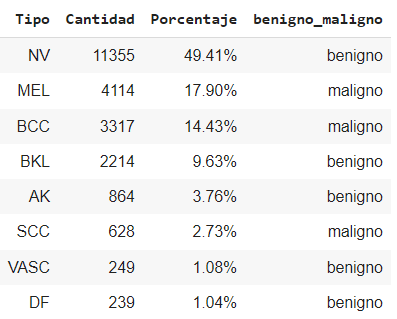 Tipo Cantidad Porcentaje benigno_maligno
NV 11355 49.41% benigno
MEL 4114 17.90% maligno
BCC 3317 14.43% maligno
BKL 2214 9.63% benigno
AK 864 3.76% benigno
SCC 628 2.73% maligno
VASC 249 1.08% benigno
DF 239 1.04% benigno